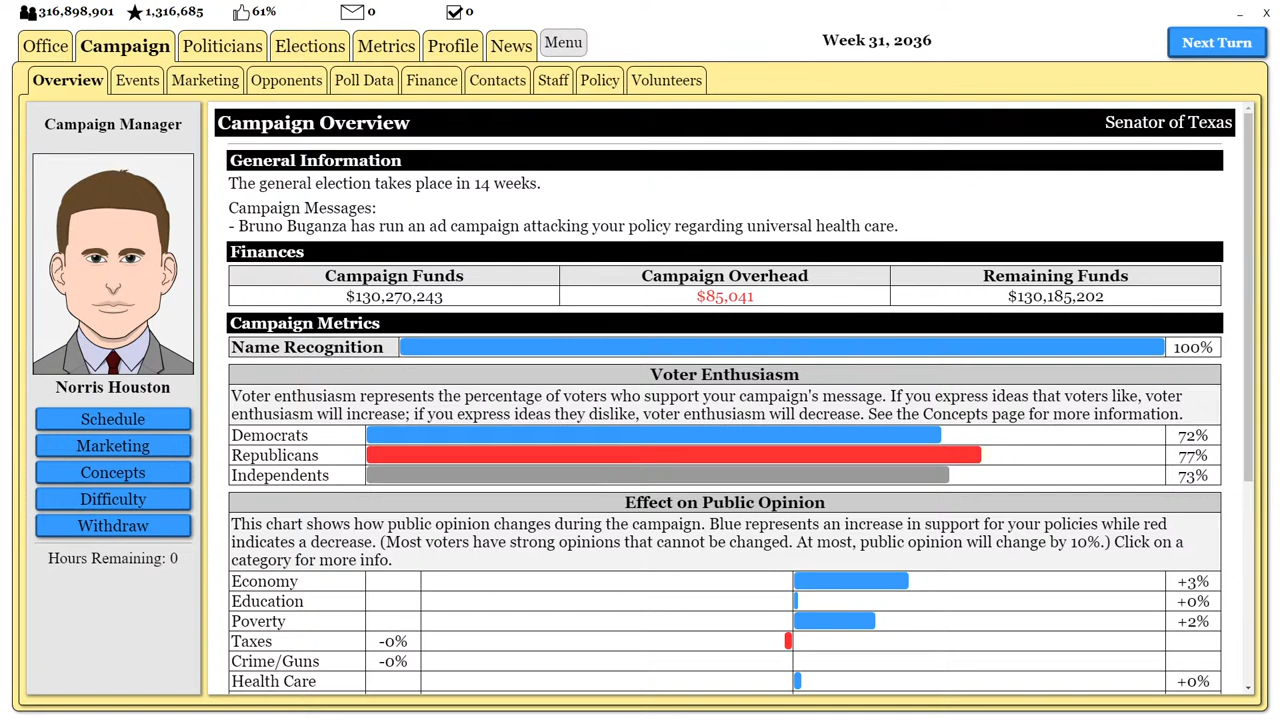 316,898,901 1,316,685 61% 0 0
_ X
Office Campaign Politicians Elections Metrics Profile News Menu Week 31, 2036 Next Turn
Overview Events Marketing Opponents Poll Data Finance Contacts Staff Policy Volunteers
Campaign Manager
Norris Houston
Schedule
Marketing
Concepts
Difficulty
Withdraw
Hours Remaining: 0
Campaign Overview Senator of Texas
General Information
The general election takes place in 14 weeks.
Campaign Messages:
- Bruno Buganza has run an ad campaign attacking your policy regarding universal health care.
Finances
Campaign Funds Campaign Overhead Remaining Funds
$130,270,243 $85,041 $130,185,202
Campaign Metrics
Name Recognition 100%
Voter Enthusiasm
Voter enthusiasm represents the percentage of voters who support your campaign's message. If you express ideas that voters like, voter
enthusiasm will increase; if you express ideas they dislike, voter enthusiasm will decrease. See the Concepts page for more information.
Democrats 72%
Republicans 77%
Independents 73%
Effect on Public Opinion
This chart shows how public opinion changes during the campaign. Blue represents an increase in support for your policies while red
indicates a decrease. (Most voters have strong opinions that cannot be changed. At most, public opinion will change by 10%.) Click on a
category for more info.
Economy +3%
Education +0%
Poverty +2%
Taxes -0%
Crime/Guns -0%
Health Care +0%